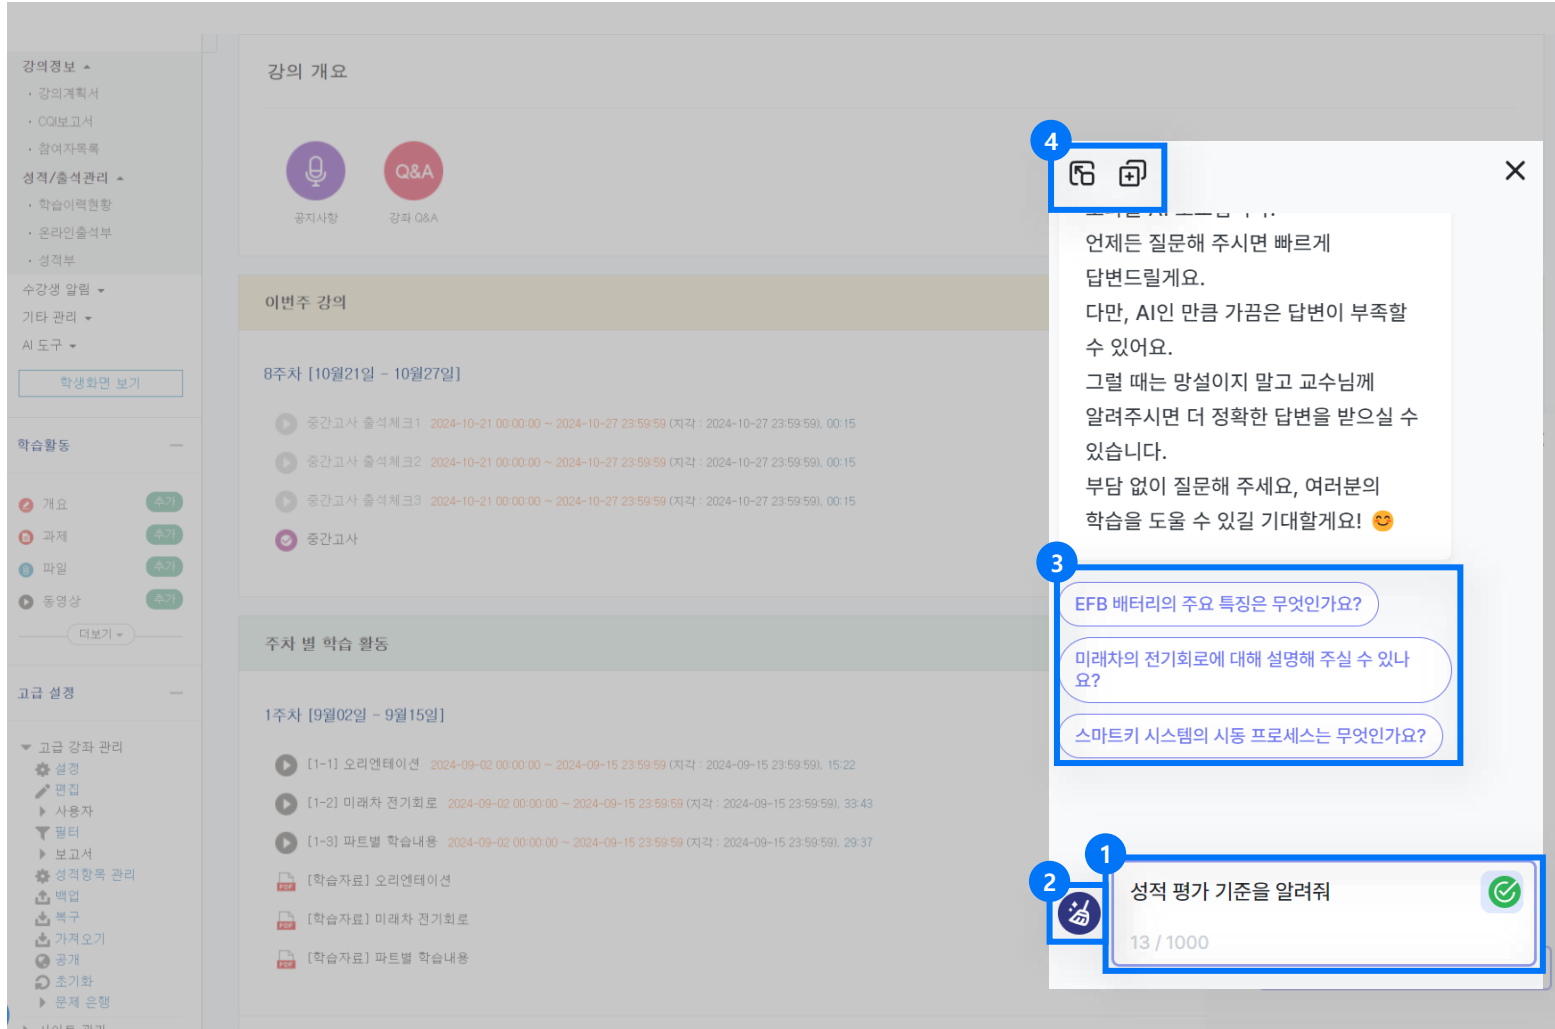 강의정보
· 강의계획서
· CQI보고서
· 참여자목록
성적/출석관리
· 학습이력현황
· 온라인출석부
· 성적부
수강생 알림
기타 관리
AI 도구
학생화면 보기
학습활동
개요 추가
과제 추가
파일 추가
동영상 추가
더보기
고급 설정
고급 강좌 관리
설정
편집
사용자
필터
보고서
성적항목 관리
백업
복구
가져오기
공개
초기화
문제 은행
강의 개요
Q&A
공지사항
강좌 Q&A
이번주 강의
8주차 [10월21일 - 10월27일]
중간고사 출석체크1 2024-10-21 00:00:00 ~ 2024-10-27 23:59:59 (지각 : 2024-10-27 23:59:59), 00:15
중간고사 출석체크2 2024-10-21 00:00:00 ~ 2024-10-27 23:59:59 (지각 : 2024-10-27 23:59:59), 00:15
중간고사 출석체크3 2024-10-21 00:00:00 ~ 2024-10-27 23:59:59 (지각 : 2024-10-27 23:59:59), 00:15
중간고사
주차 별 학습 활동
1주차 [9월02일 - 9월15일]
[1-1] 오리엔테이션 2024-09-02 00:00:00 ~ 2024-09-15 23:59:59 (지각 : 2024-09-15 23:59:59), 15:22
[1-2] 미래차 전기회로 2024-09-02 00:00:00 ~ 2024-09-15 23:59:59 (지각 : 2024-09-15 23:59:59), 33:43
[1-3] 파트별 학습내용 2024-09-02 00:00:00 ~ 2024-09-15 23:59:59 (지각 : 2024-09-15 23:59:59), 29:37
PDF [학습자료] 오리엔테이션
PDF [학습자료] 미래차 전기회로
PDF [학습자료] 파트별 학습내용
4
언제든 질문해 주시면 빠르게
답변드릴게요.
다만, AI인 만큼 가끔은 답변이 부족할
수 있어요.
그럴 때는 망설이지 말고 교수님께
알려주시면 더 정확한 답변을 받으실 수
있습니다.
부담 없이 질문해 주세요, 여러분의
학습을 도울 수 있길 기대할게요! 😊
3
EFB 배터리의 주요 특징은 무엇인가요?
미래차의 전기회로에 대해 설명해 주실 수 있나
요?
스마트키 시스템의 시동 프로세스는 무엇인가요?
1
2
성적 평가 기준을 알려줘
13 / 1000